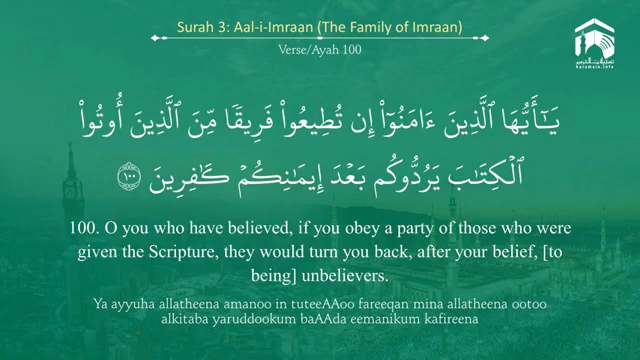 Surah 3: Aal-i-Imraan (The Family of Imraan)
Verse/Ayah 100
haramain.info
يَـٰٓأَيُّهَا ٱلَّذِينَ ءَامَنُوٓا۟ إِن تُطِيعُوا۟ فَرِيقًا مِّنَ ٱلَّذِينَ أُوتُوا۟
ٱلْكِتَـٰبَ يَرُدُّوكُم بَعْدَ إِيمَـٰنِكُمْ كَـٰفِرِينَ ١٠٠
100. O you who have believed, if you obey a party of those who were
given the Scripture, they would turn you back, after your belief, [to
being] unbelievers.
Ya ayyuha allatheena amanoo in tuteeAAoo fareeqan mina allatheena ootoo
alkitaba yaruddookum baAAda eemanikum kafireena